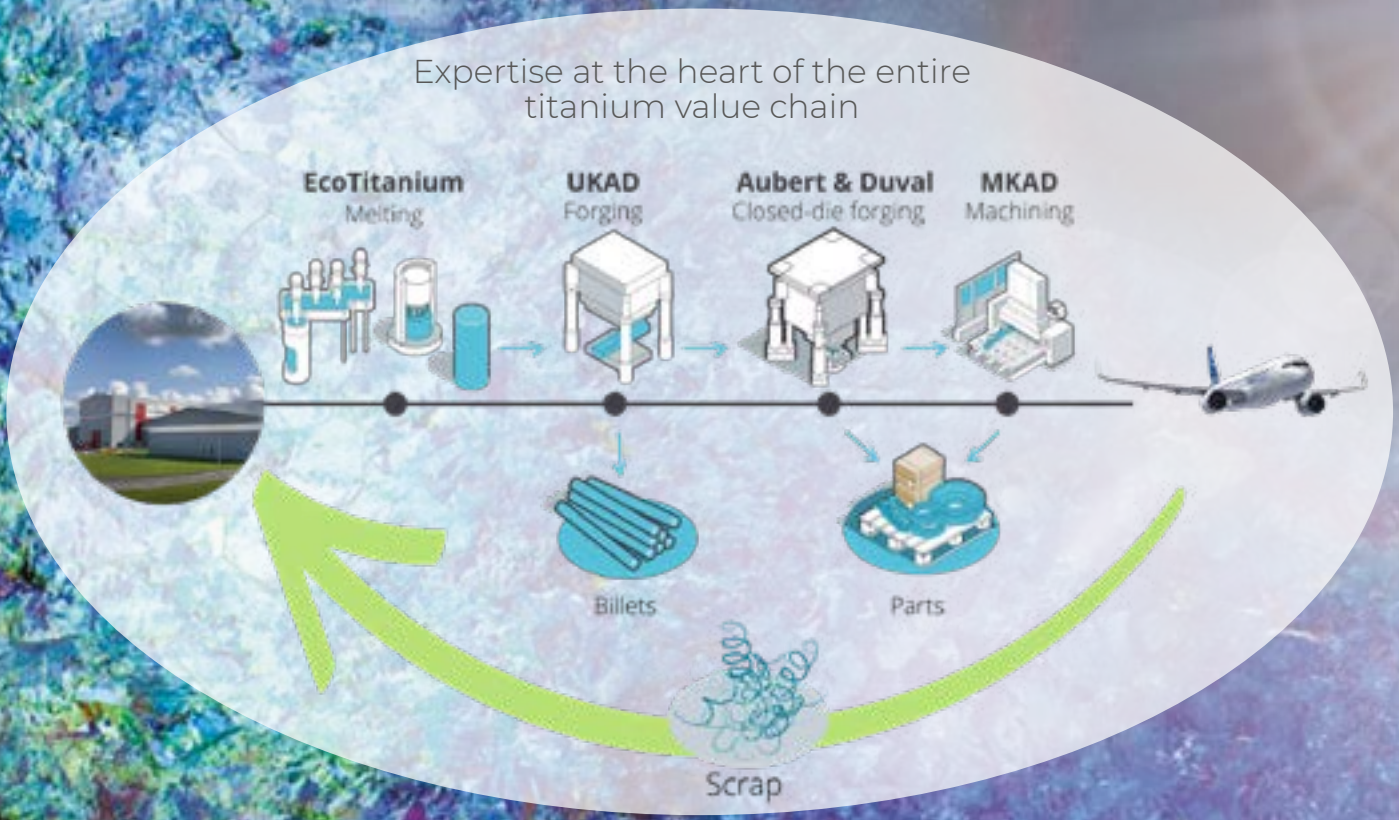 Expertise at the heart of the entire
titanium value chain
EcoTitanium
Melting
UKAD
Forging
Aubert & Duval
Closed-die forging
MKAD
Machining
Billets
Parts
Scrap